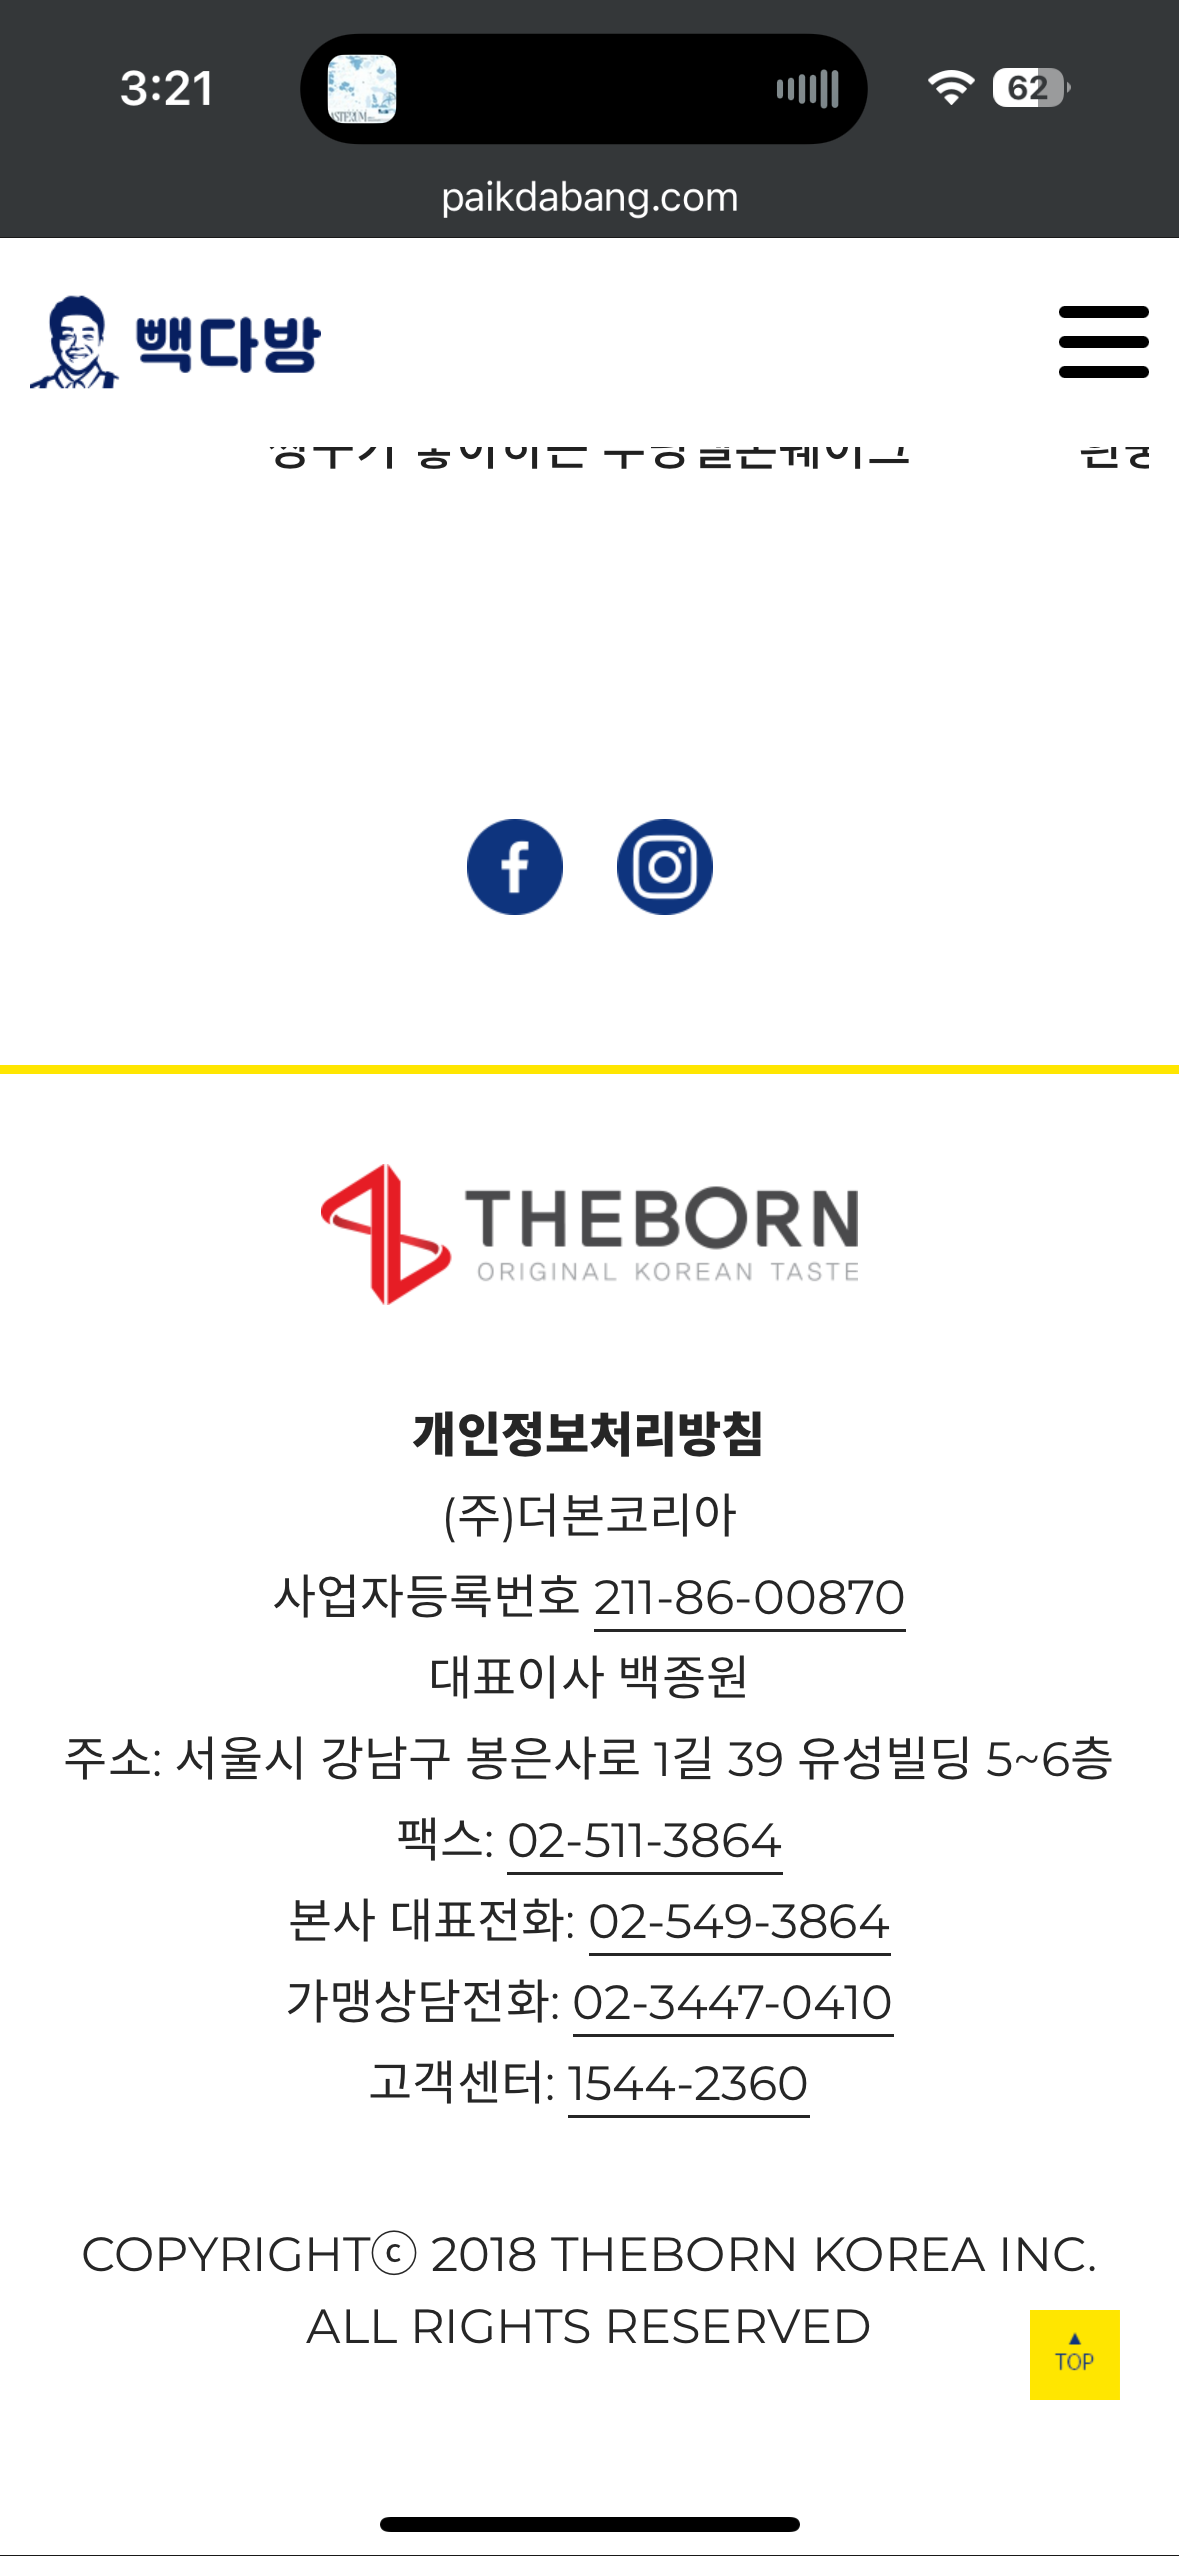 3:21
62
paikdabang.com
빽다방
f
THEBORN
ORIGINAL KOREAN TASTE
개인정보처리방침
(주)더본코리아
사업자등록번호 211-86-00870
대표이사 백종원
주소: 서울시 강남구 봉은사로 1길 39 유성빌딩 5~6층
팩스: 02-511-3864
본사 대표전화: 02-549-3864
가맹상담전화: 02-3447-0410
고객센터: 1544-2360
COPYRIGHTⓒ 2018 THEBORN KOREA INC.
ALL RIGHTS RESERVED
▲
TOP